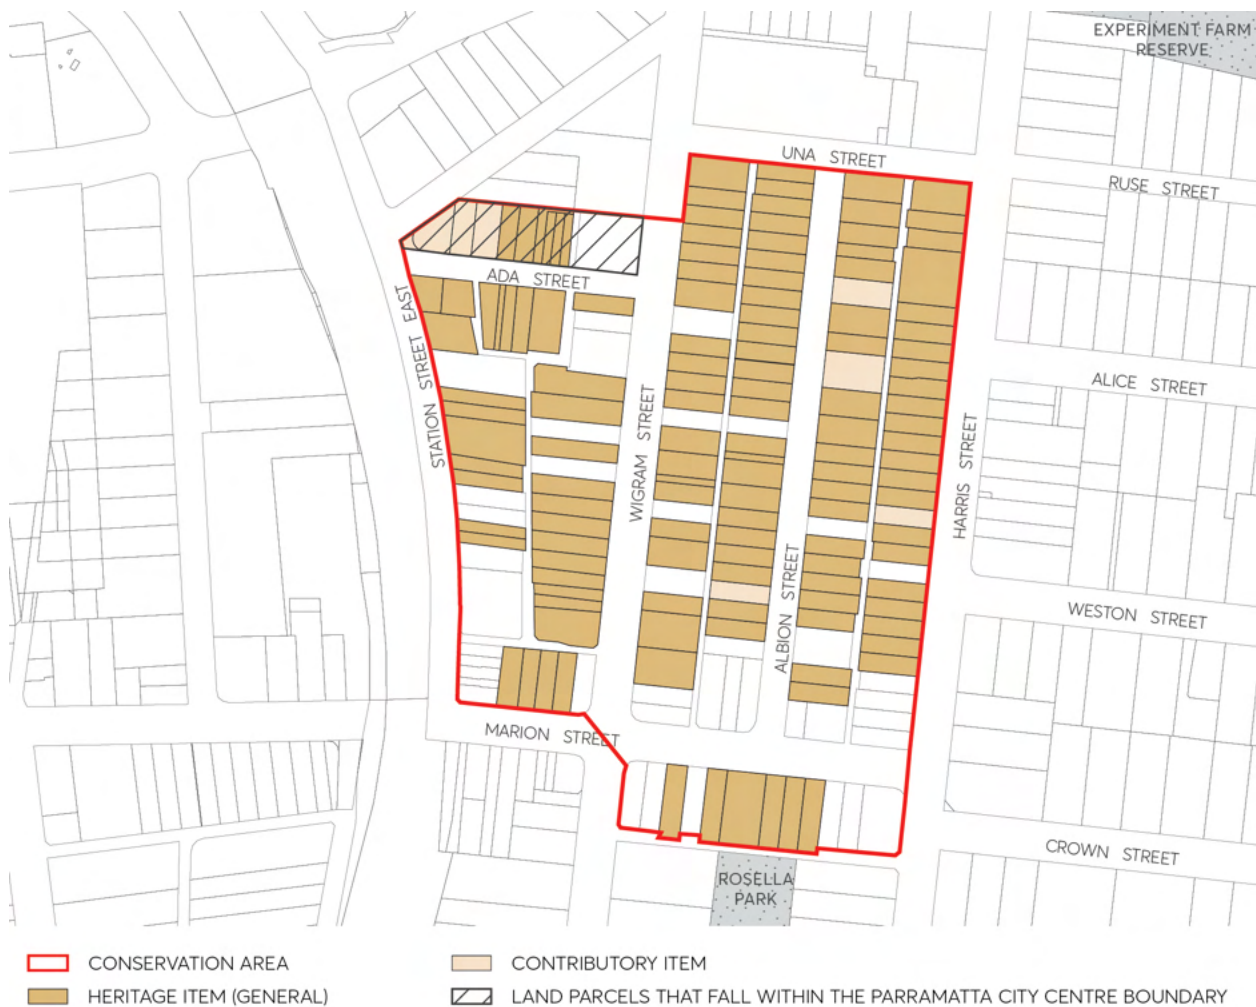 EXPERIMENT FARM
RESERVE
UNA STREET
RUSE STREET
ADA STREET
STATION STREET EAST
ALICE STREET
WIGRAM STREET
HARRIS STREET
ALBION STREET
WESTON STREET
MARION STREET
CROWN STREET
ROSELLA
PARK
CONSERVATION AREA
CONTRIBUTORY ITEM
HERITAGE ITEM (GENERAL)
LAND PARCELS THAT FALL WITHIN THE PARRAMATTA CITY CENTRE BOUNDARY